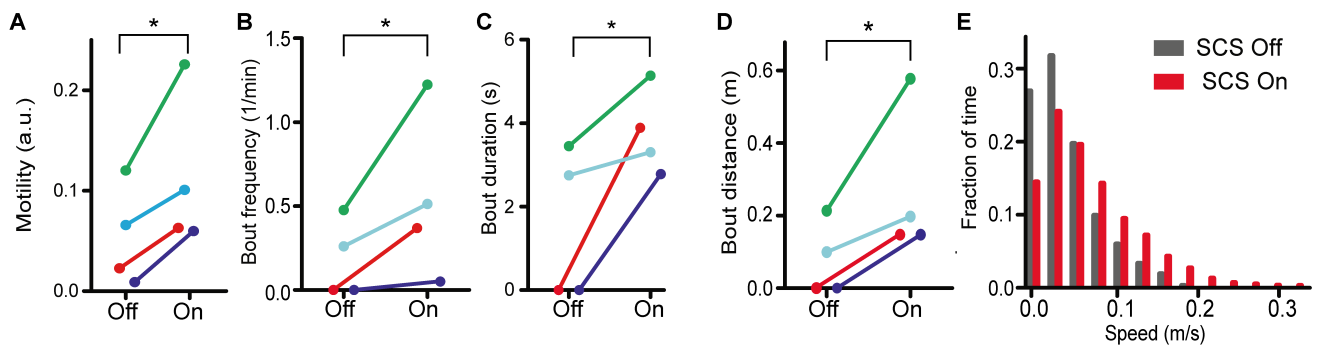 A
*
Motility (a.u.)
0.2
0.1
0.0
Off On
B
*
Bout frequency (1/min)
1.5
1.0
0.5
0.0
Off On
C
*
Bout duration (s)
6
4
2
0
Off On
D
*
Bout distance (m)
0.6
0.4
0.2
0.0
Off On
E
SCS Off
SCS On
Fraction of time
0.3
0.2
0.1
0.0
0.0 0.1 0.2 0.3
Speed (m/s)